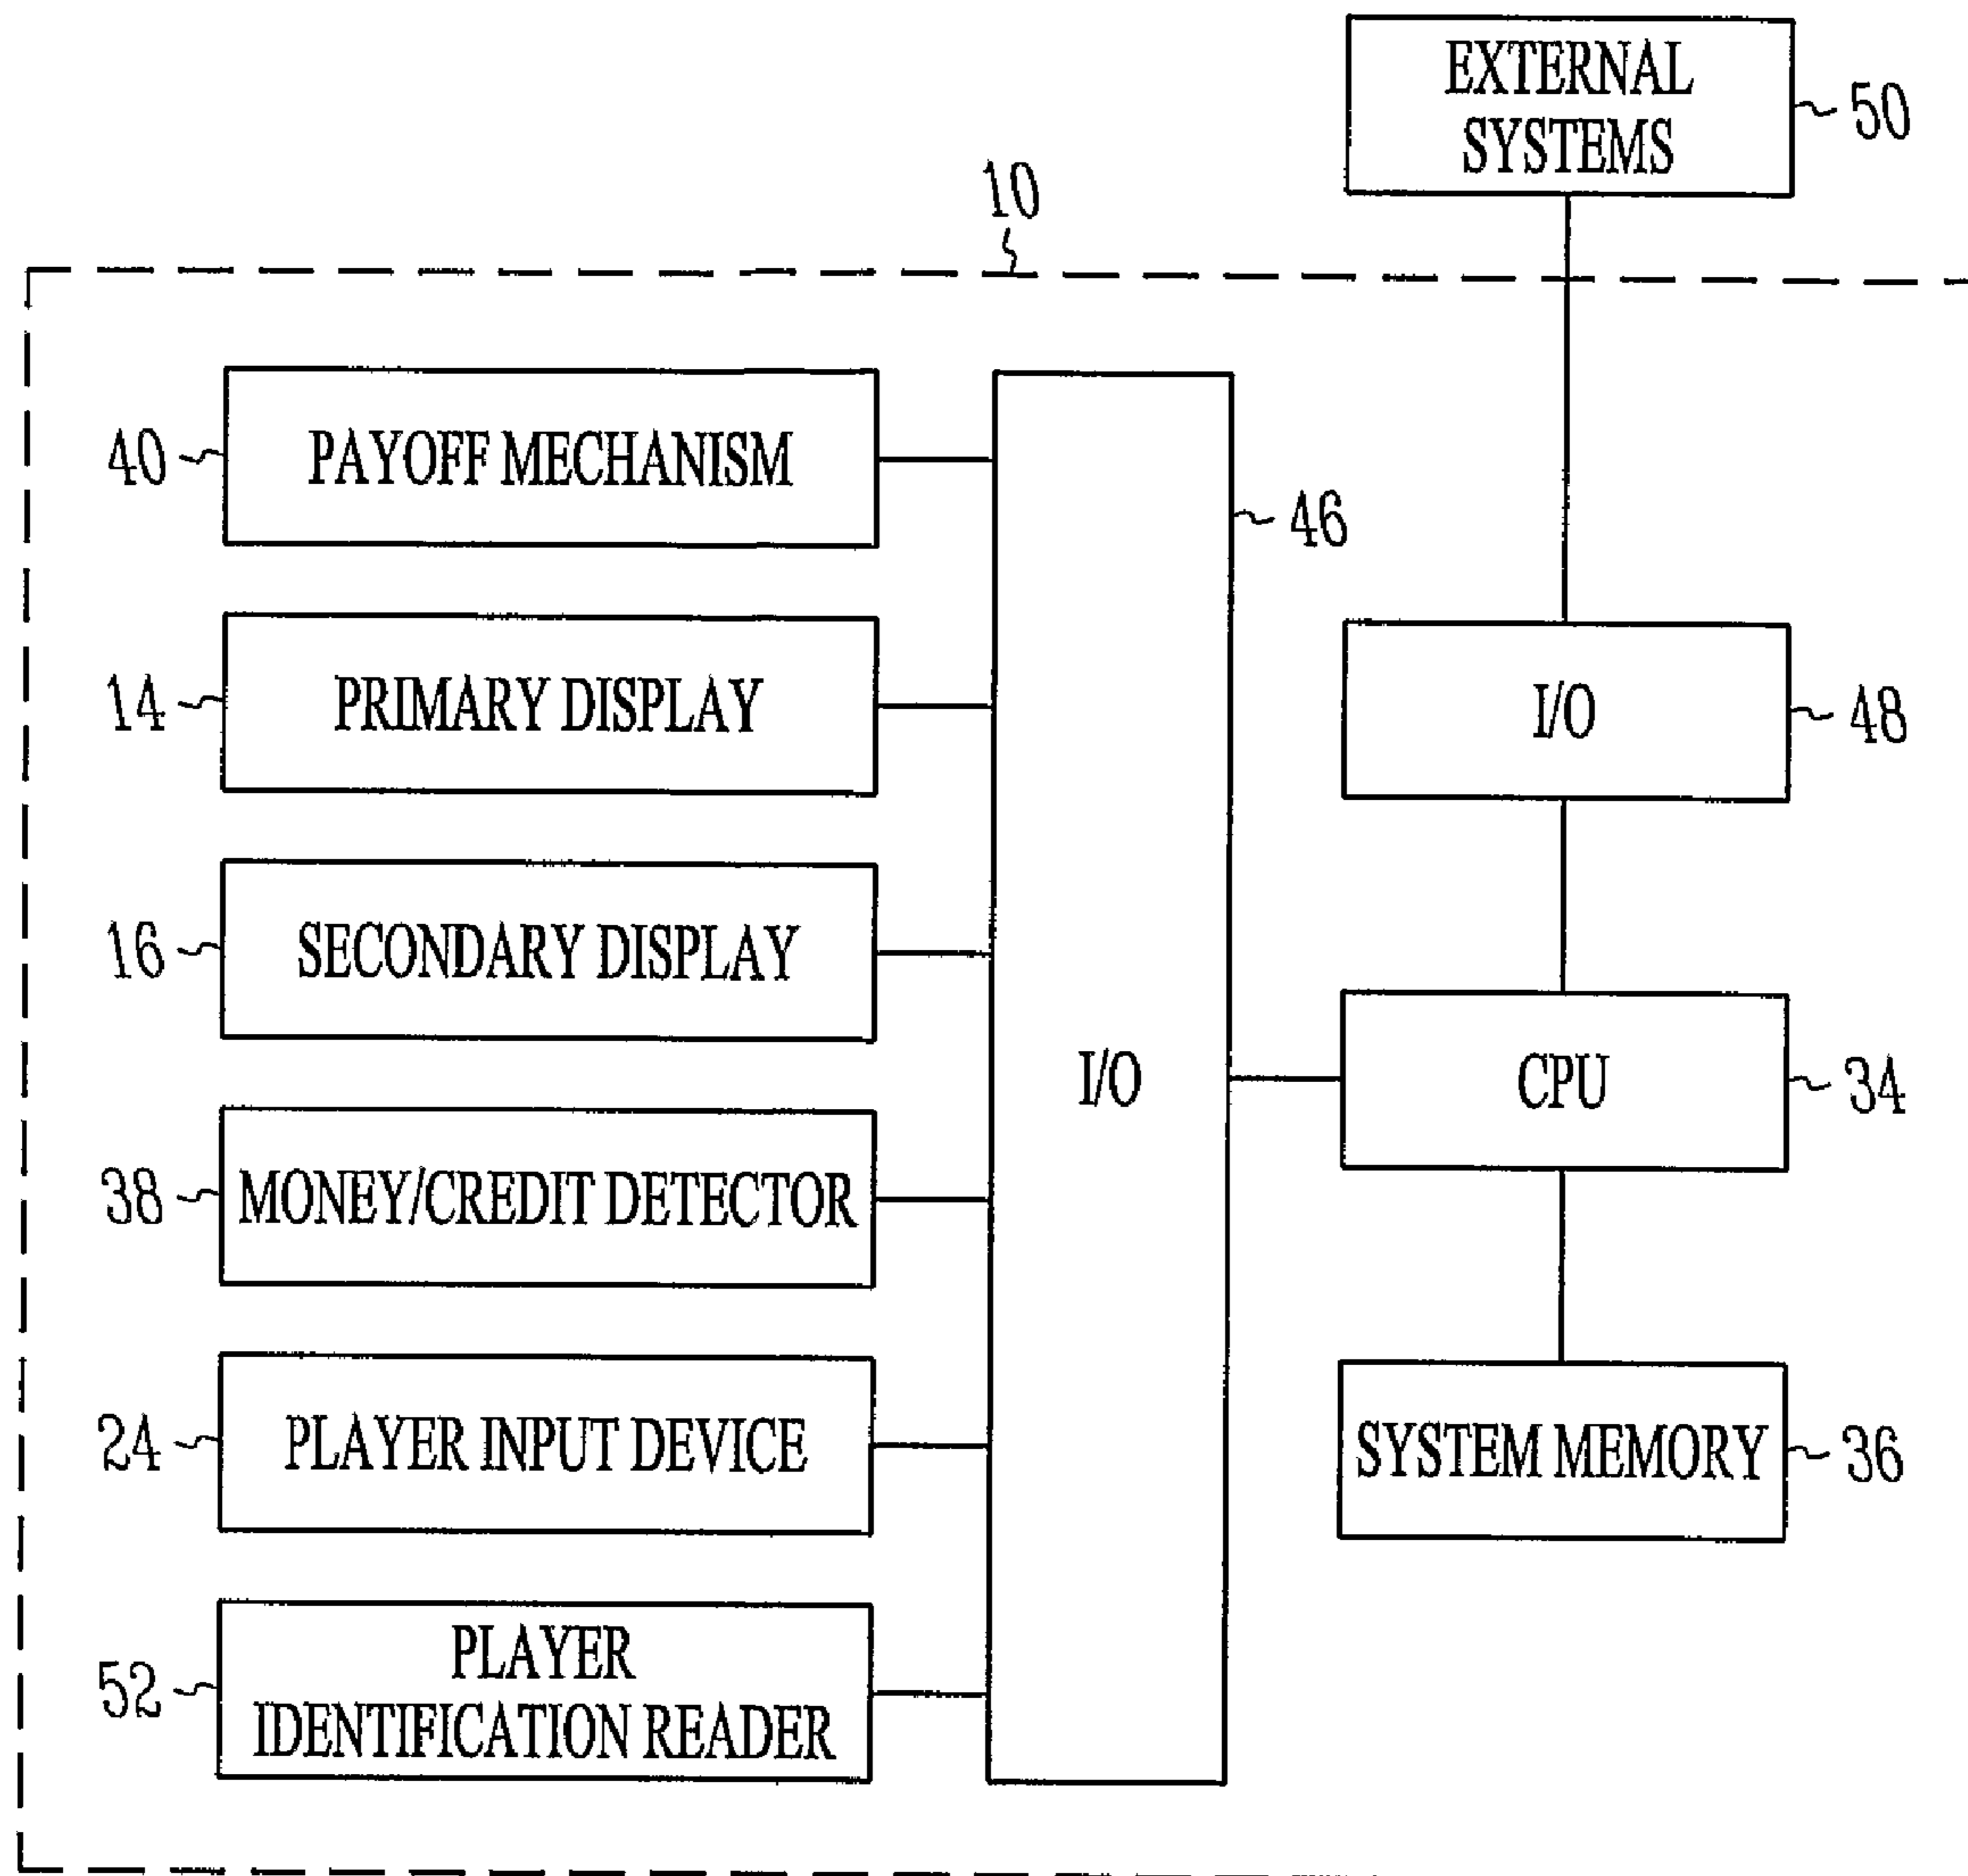 EXTERNAL
SYSTEMS
50
10
40
PAYOFF MECHANISM
46
14
PRIMARY DISPLAY
I/O
48
16
SECONDARY DISPLAY
I/O
CPU
34
38
MONEY/CREDIT DETECTOR
24
PLAYER INPUT DEVICE
SYSTEM MEMORY
36
52
PLAYER
IDENTIFICATION READER